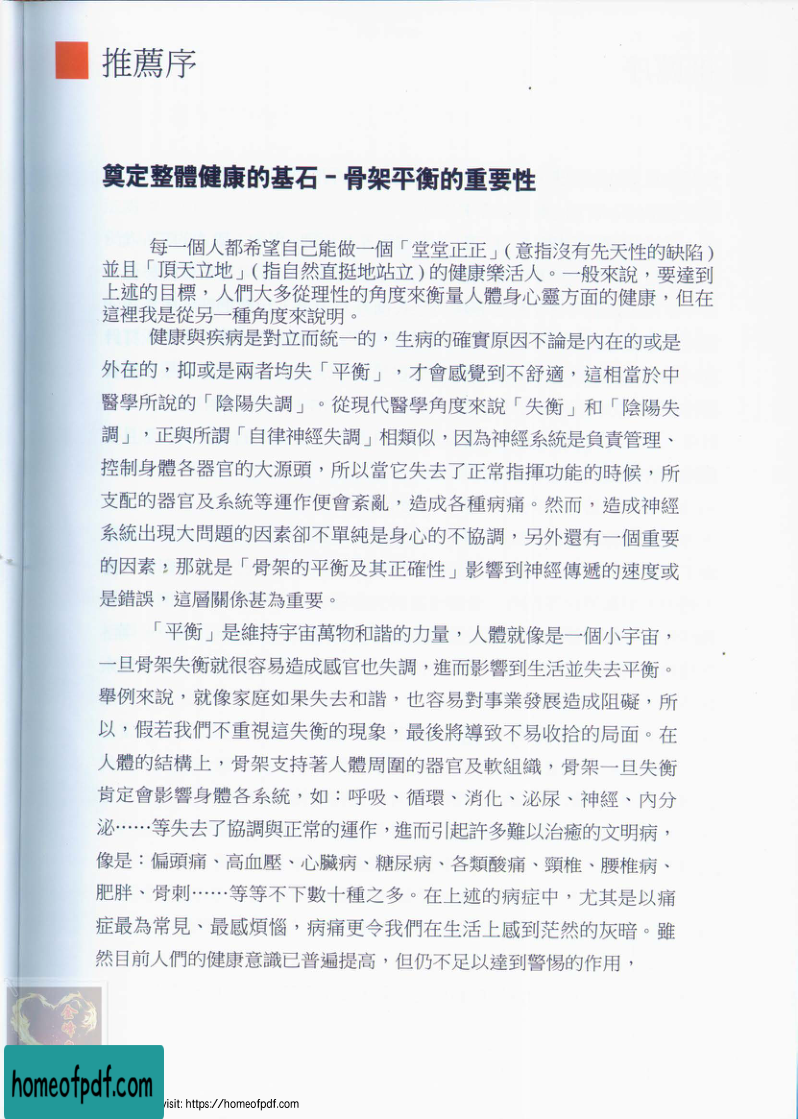 推薦序
奠定整體健康的基石－骨架平衡的重要性
每一個人都希望自己能做一個「堂堂正正」(意指沒有先天性的缺陷)
並且「頂天立地」(指自然直挺地站立)的健康樂活人。一般來說，要達到
上述的目標，人們大多從理性的角度來衡量人體身心靈方面的健康，但在
這裡我是從另一種角度來說明。
健康與疾病是對立而統一的，生病的確實原因不論是內在的或是
外在的，抑或是兩者均失「平衡」，才會感覺到不舒適，這相當於中
醫學所說的「陰陽失調」。從現代醫學角度來說「失衡」和「陰陽失
調」，正與所謂「自律神經失調」相類似，因為神經系統是負責管理、
控制身體各器官的大源頭，所以當它失去了正常指揮功能的時候，所
支配的器官及系統等運作便會紊亂，造成各種病痛。然而，造成神經
系統出現大問題的因素卻不單純是身心的不協調，另外還有一個重要
的因素；那就是「骨架的平衡及其正確性」影響到神經傳遞的速度或
是錯誤，這層關係甚為重要。
「平衡」是維持宇宙萬物和諧的力量，人體就像是一個小宇宙，
一旦骨架失衡就很容易造成感官也失調，進而影響到生活並失去平衡。
舉例來說，就像家庭如果失去和諧，也容易對事業發展造成阻礙，所
以，假若我們不重視這失衡的現象，最後將導致不易收拾的局面。在
人體的結構上，骨架支持著人體周圍的器官及軟組織，骨架一旦失衡
肯定會影響身體各系統，如：呼吸、循環、消化、泌尿、神經、內分
泌……等失去了協調與正常的運作，進而引起許多難以治癒的文明病，
像是：偏頭痛、高血壓、心臟病、糖尿病、各類酸痛、頸椎、腰椎病、
肥胖、骨刺……等等不下數十種之多。在上述的病症中，尤其是以痛
症最為常見、最感煩惱，病痛更令我們在生活上感到茫然的灰暗。雖
然目前人們的健康意識已普遍提高，但仍不足以達到警惕的作用，
homeofpdf.com
visit: https://homeofpdf.com